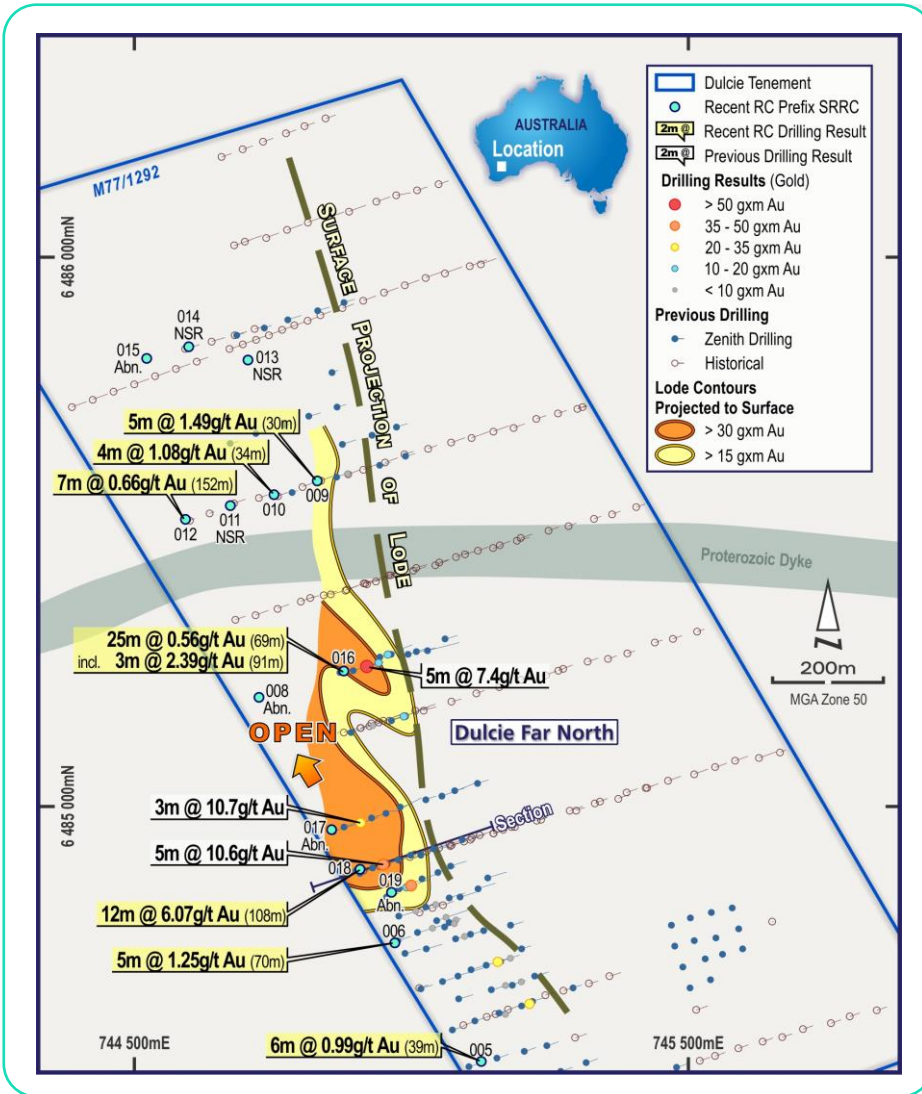 AUSTRALIA
Location
Dulcie Tenement
Recent RC Prefix SRRC
2m @ Recent RC Drilling Result
2m @ Previous Drilling Result
Drilling Results (Gold)
> 50 gxm Au
35 - 50 gxm Au
20 - 35 gxm Au
10 - 20 gxm Au
< 10 gxm Au
Previous Drilling
Zenith Drilling
Historical
Lode Contours
Projected to Surface
> 30 gxm Au
> 15 gxm Au
M77/1292
6 486 000mN
SURFACE PROJECTION OF LODE
014
NSR
015
Abn.
013
NSR
5m @ 1.49g/t Au (30m)
4m @ 1.08g/t Au (34m)
7m @ 0.66g/t Au (152m)
009
010
011
NSR
012
Proterozoic Dyke
N
200m
MGA Zone 50
25m @ 0.56g/t Au (69m)
incl. 3m @ 2.39g/t Au (91m)
016
5m @ 7.4g/t Au
008
Abn.
OPEN
Dulcie Far North
6 485 000mN
3m @ 10.7g/t Au
Section
017
Abn.
5m @ 10.6g/t Au
018
019
Abn.
12m @ 6.07g/t Au (108m)
006
5m @ 1.25g/t Au (70m)
744 500mE
6m @ 0.99g/t Au (39m)
005
745 500mE